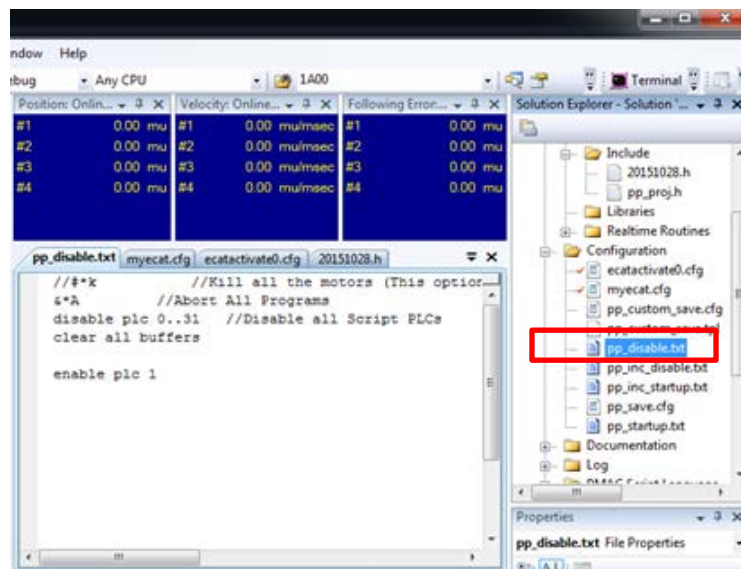 ndow Help
ebug Any CPU 1A00 Terminal
Position: Onlin... Velocity: Online... Following Error... Solution Explorer - Solution '...
#1 0.00 mu #1 0.00 mu/msec #1 0.00 mu
#2 0.00 mu #2 0.00 mu/msec #2 0.00 mu
#3 0.00 mu #3 0.00 mu/msec #3 0.00 mu
#4 0.00 mu #4 0.00 mu/msec #4 0.00 mu
pp_disable.txt myecat.cfg ecatactivate0.cfg 20151028.h
//#*k //Kill all the motors (This option
&*A //Abort All Programs
disable plc 0..31 //Disable all Script PLCs
clear all buffers
enable plc 1
Include
20151028.h
pp_proj.h
Libraries
Realtime Routines
Configuration
ecatactivate0.cfg
myecat.cfg
pp_custom_save.cfg
pp_custom_save.tpl
pp_disable.txt
pp_inc_disable.txt
pp_inc_startup.txt
pp_save.cfg
pp_startup.txt
Documentation
Log
PMAC Script Language
Properties
pp_disable.txt File Properties